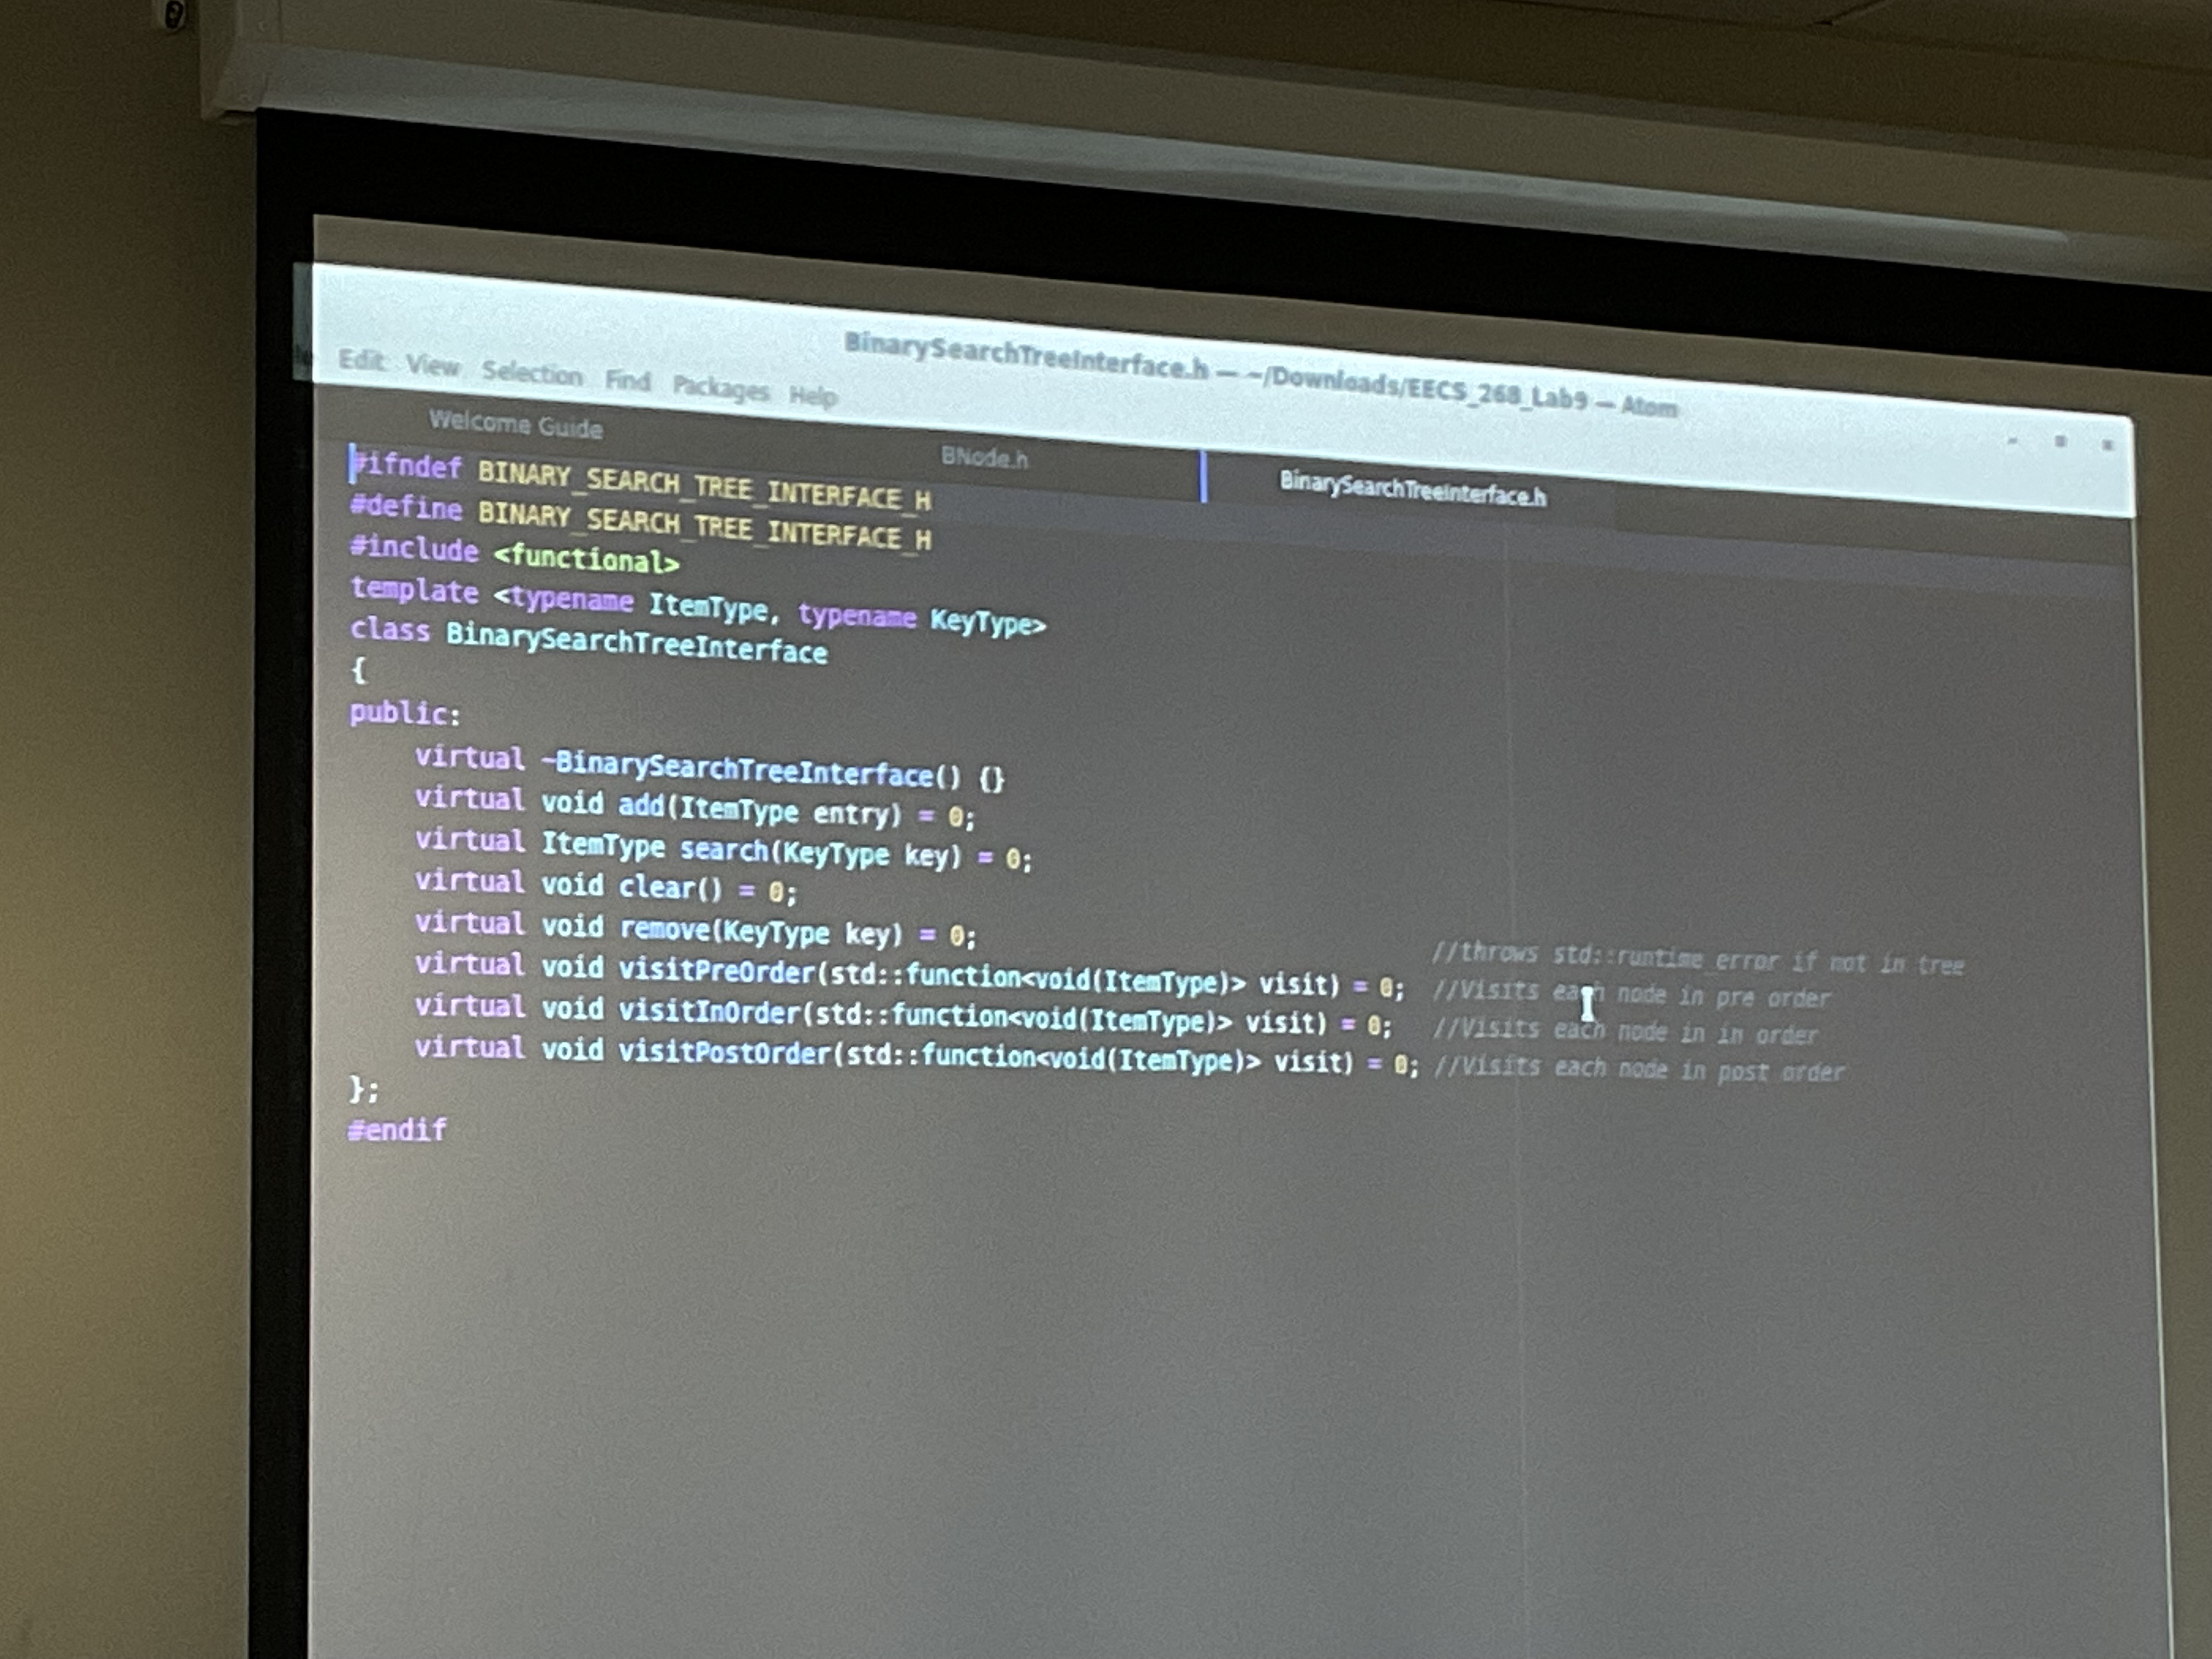 BinarySearchTreeInterface.h — ~/Downloads/EECS_268_Lab9 — Atom
Edit View Selection Find Packages Help
Welcome Guide BNode.h BinarySearchTreeInterface.h
#ifndef BINARY_SEARCH_TREE_INTERFACE_H
#define BINARY_SEARCH_TREE_INTERFACE_H
#include <functional>
template <typename ItemType, typename KeyType>
class BinarySearchTreeInterface
{
public:
    virtual ~BinarySearchTreeInterface() {}
    virtual void add(ItemType entry) = 0;
    virtual ItemType search(KeyType key) = 0;
    virtual void clear() = 0;
    virtual void remove(KeyType key) = 0; //throws std::runtime_error if not in tree
    virtual void visitPreOrder(std::function<void(ItemType)> visit) = 0; //Visits each node in pre order
    virtual void visitInOrder(std::function<void(ItemType)> visit) = 0; //Visits each node in in order
    virtual void visitPostOrder(std::function<void(ItemType)> visit) = 0; //Visits each node in post order
};
#endif